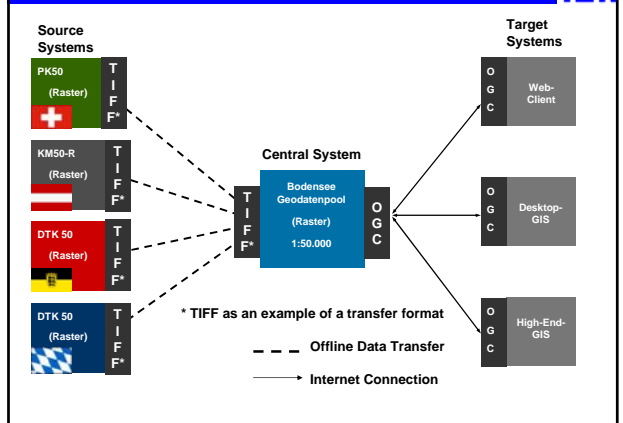 Source
Systems
PK50
(Raster)
T
I
F
F*
KM50-R
(Raster)
T
I
F
F*
DTK 50
(Raster)
T
I
F
F*
DTK 50
(Raster)
T
I
F
F*
Central System
T
I
F
F*
Bodensee
Geodatenpool
(Raster)
1:50.000
O
G
C
* TIFF as an example of a transfer format
Offline Data Transfer
Internet Connection
Target
Systems
O
G
C
Web-
Client
O
G
C
Desktop-
GIS
O
G
C
High-End-
GIS